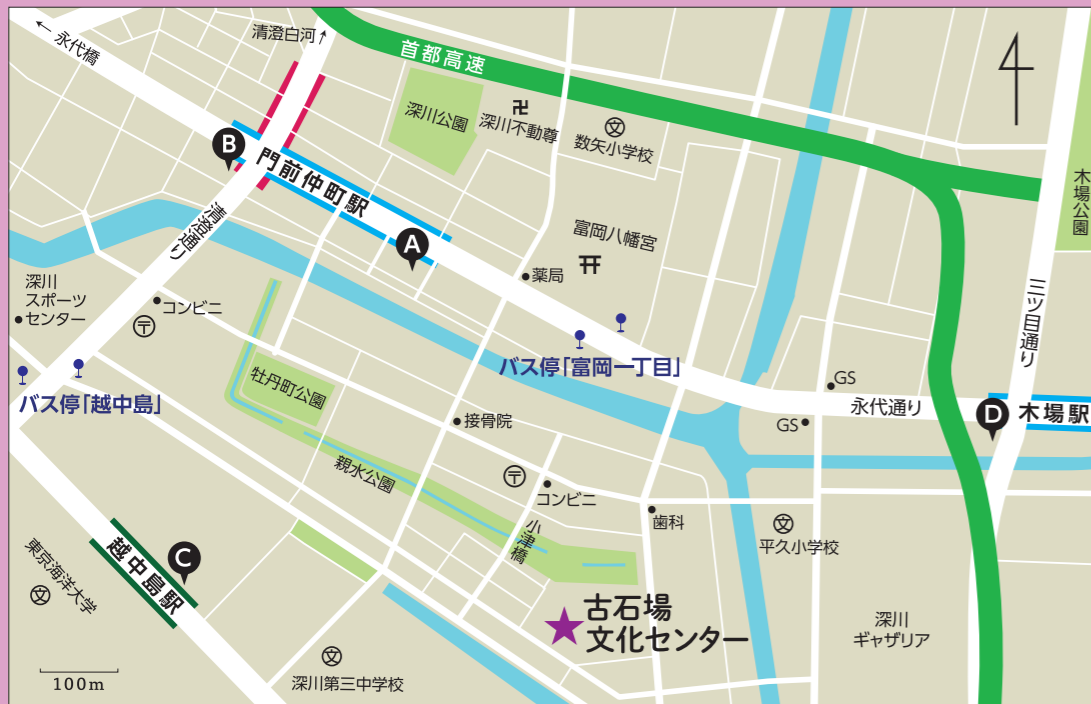 ← 永代橋
清澄白河↑
首都高速
深川公園
卍
深川不動尊
文
数矢小学校
木場公園
B
門前仲町駅
清澄通り
A
富岡八幡宮
薬局
三ツ目通り
深川
スポーツ
センター
コンビニ
〒
バス停「富岡一丁目」
バス停「越中島」
牡丹町公園
GS
永代通り
GS
D
木場駅
接骨院
親水公園
〒
コンビニ
小津橋
歯科
文
平久小学校
C
越中島駅
東京海洋大学
文
古石場
文化センター
深川
ギャザリア
文
深川第三中学校
100m